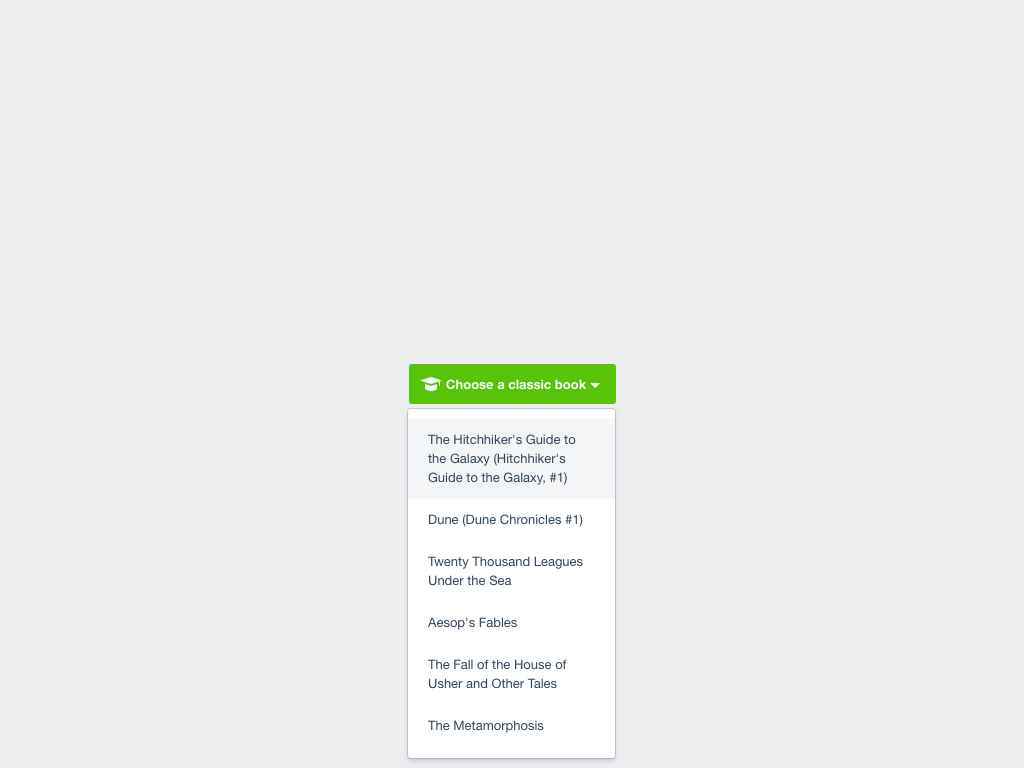 Choose a classic book
The Hitchhiker's Guide to
the Galaxy (Hitchhiker's
Guide to the Galaxy, #1)
Dune (Dune Chronicles #1)
Twenty Thousand Leagues
Under the Sea
Aesop's Fables
The Fall of the House of
Usher and Other Tales
The Metamorphosis